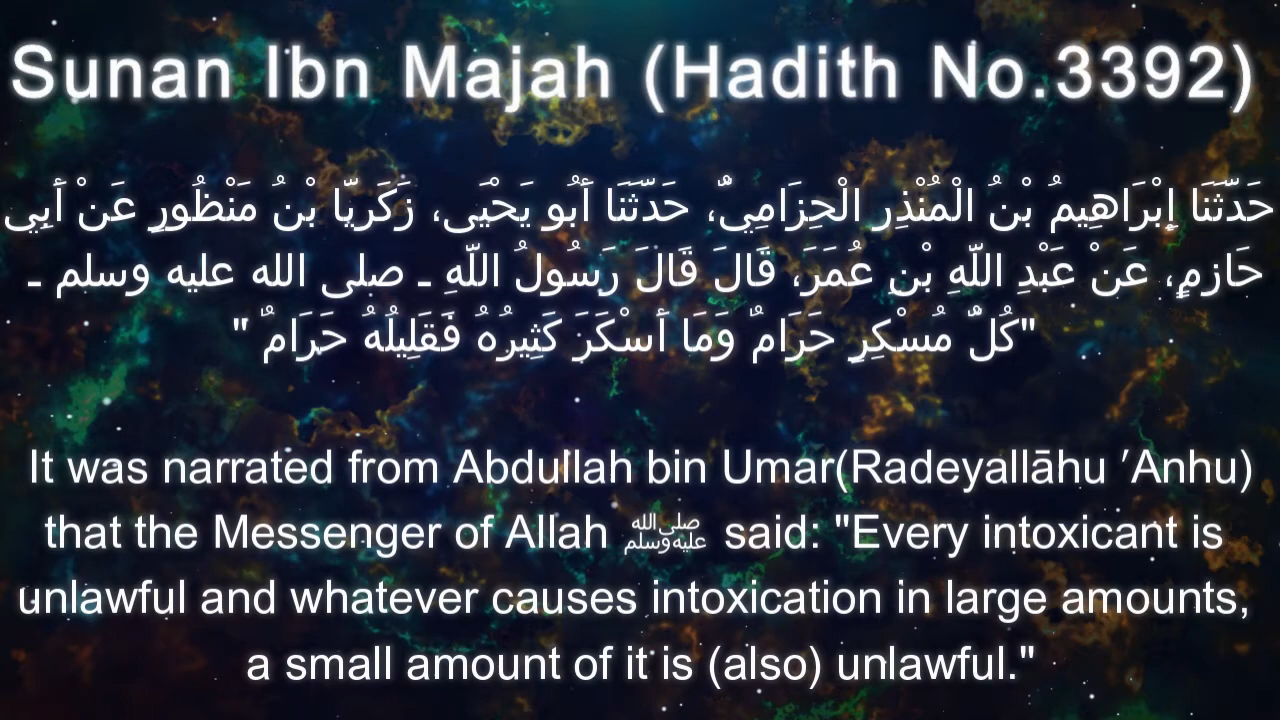 Sunan Ibn Majah (Hadith No.3392)
حَدَّثَنَا إِبْرَاهِيمُ بْنُ الْمُنْذِرِ الْحِزَامِيُّ، حَدَّثَنَا أَبُو يَحْيَى، زَكَرِيَّا بْنُ مَنْظُورٍ عَنْ أَبِي
حَازِمٍ، عَنْ عَبْدِ اللَّهِ بْنِ عُمَرَ، قَالَ قَالَ رَسُولُ اللَّهِ ـ صلى الله عليه وسلم ـ
"كُلُّ مُسْكِرٍ حَرَامٌ وَمَا أَسْكَرَ كَثِيرُهُ فَقَلِيلُهُ حَرَامٌ "
It was narrated from Abdullah bin Umar(Radeyallāhu ′Anhu)
that the Messenger of Allah ﷺ said: "Every intoxicant is
unlawful and whatever causes intoxication in large amounts,
a small amount of it is (also) unlawful."